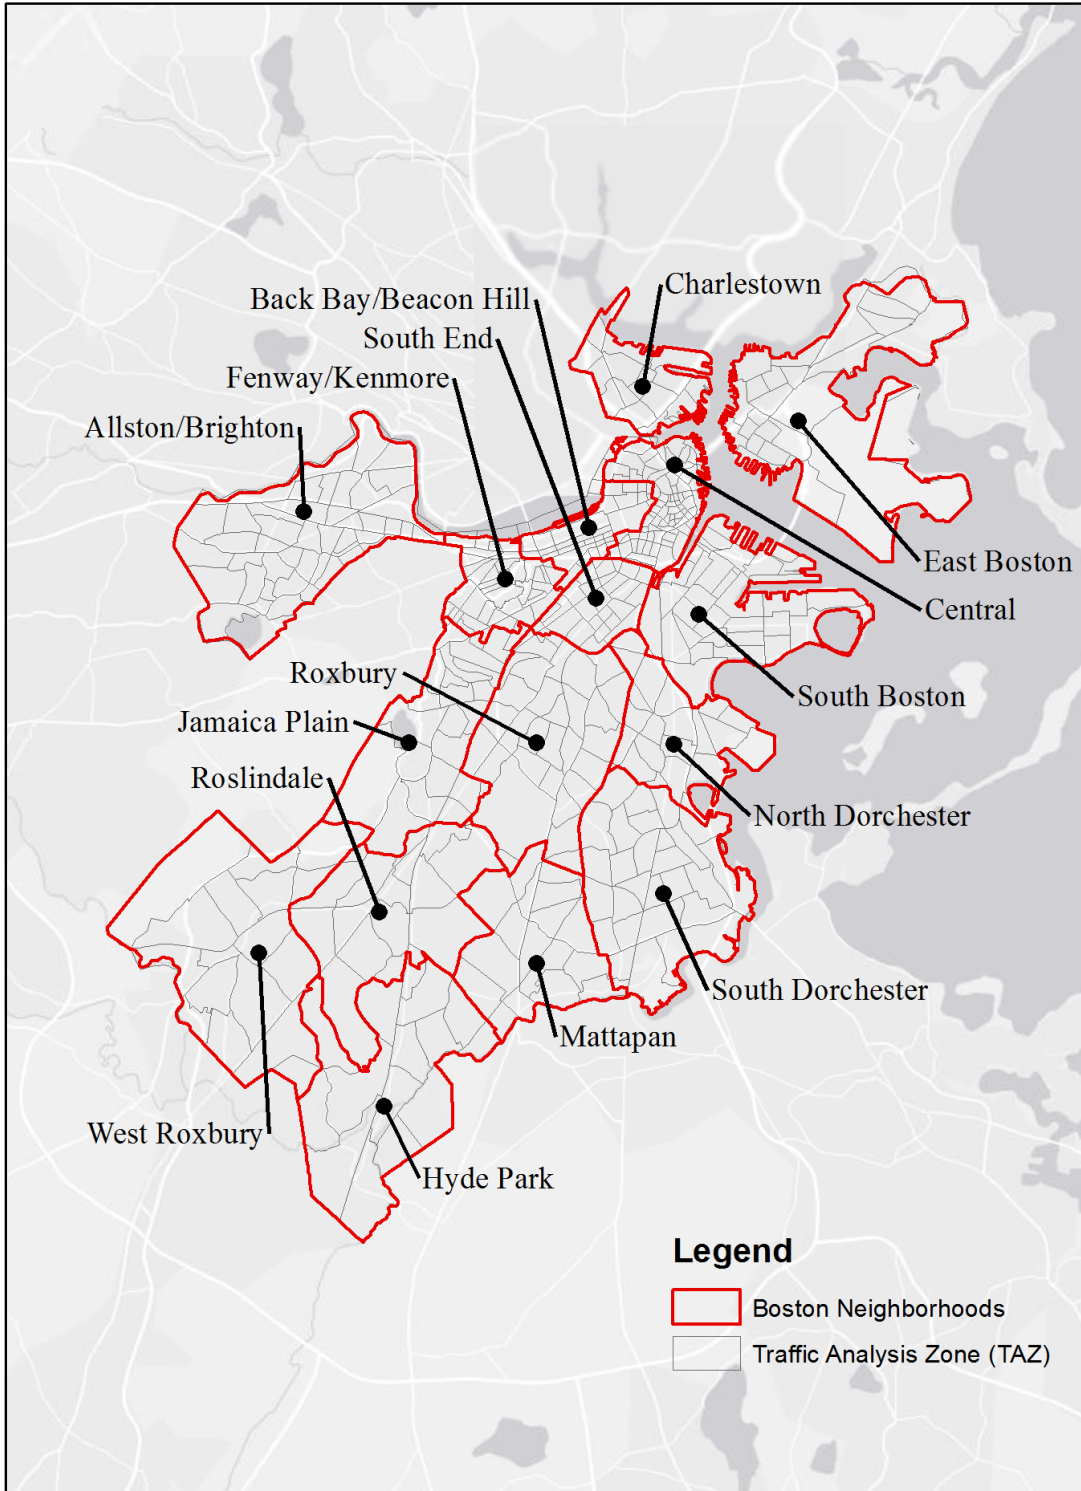 Charlestown
Back Bay/Beacon Hill
South End
Fenway/Kenmore
Allston/Brighton
East Boston
Central
Roxbury
South Boston
Jamaica Plain
Roslindale
North Dorchester
South Dorchester
Mattapan
West Roxbury
Hyde Park
Legend
Boston Neighborhoods
Traffic Analysis Zone (TAZ)